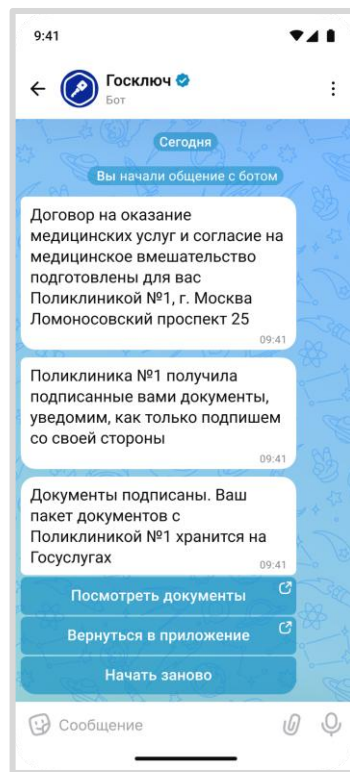 9:41
Госключ
Бот
Сегодня
Вы начали общение с ботом
Договор на оказание
медицинских услуг и согласие на
медицинское вмешательство
подготовлены для вас
Поликлиникой №1, г. Москва
Ломоносовский проспект 25
09:41
Поликлиника №1 получила
подписанные вами документы,
уведомим, как только подпишем
со своей стороны
09:41
Документы подписаны. Ваш
пакет документов с
Поликлиникой №1 хранится на
Госуслугах
09:41
Посмотреть документы
Вернуться в приложение
Начать заново
Сообщение